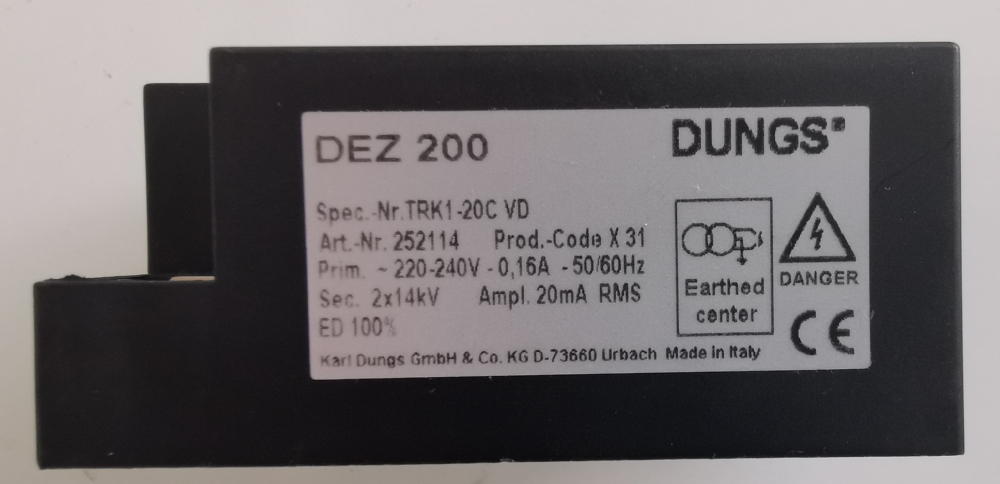 DEZ 200
DUNGS®
Spec.-Nr.TRK1-20C VD
Art.-Nr. 252114 Prod.-Code X 31
Prim. ~ 220-240V - 0,16A - 50/60Hz
Sec. 2x14kV Ampl. 20mA RMS
ED 100%
Earthed
center
DANGER
CE
Karl Dungs GmbH & Co. KG D-73660 Urbach Made in Italy